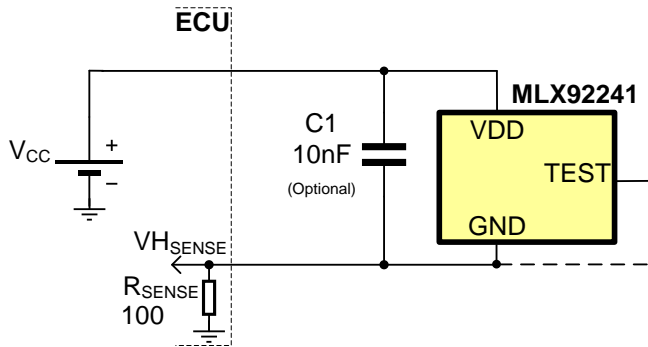 ECU
MLX92241
VDD
C1
10nF
(Optional)
TEST
VCC
+
−
GND
VHSENSE
RSENSE
100